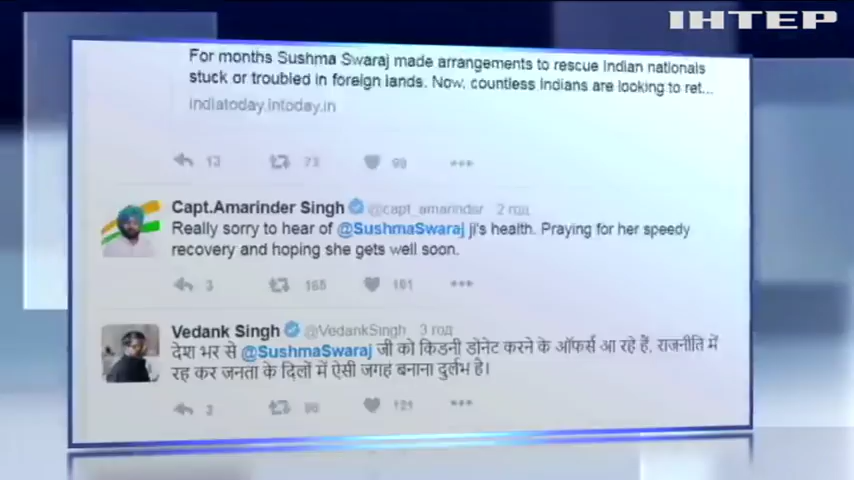 ІНТЕР
For months Sushma Swaraj made arrangements to rescue Indian nationals
stuck or troubled in foreign lands. Now, countless Indians are looking to ret...
indiatoday.intoday.in
13 73 99
Capt.Amarinder Singh @capt_amarinder 2 год
Really sorry to hear of @SushmaSwaraj ji's health. Praying for her speedy
recovery and hoping she gets well soon.
3 165 161
Vedank Singh @VedankSingh 3 год
देश भर से @SushmaSwaraj जी को किडनी डोनेट करने के ऑफर्स आ रहे हैं, राजनीति में
रह कर जनता के दिलों में ऐसी जगह बनाना दुर्लभ है।
121